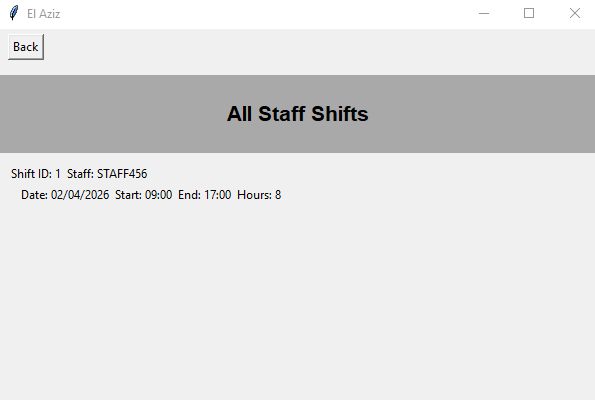 El Aziz
Back
All Staff Shifts
Shift ID: 1 Staff: STAFF456
Date: 02/04/2026 Start: 09:00 End: 17:00 Hours: 8